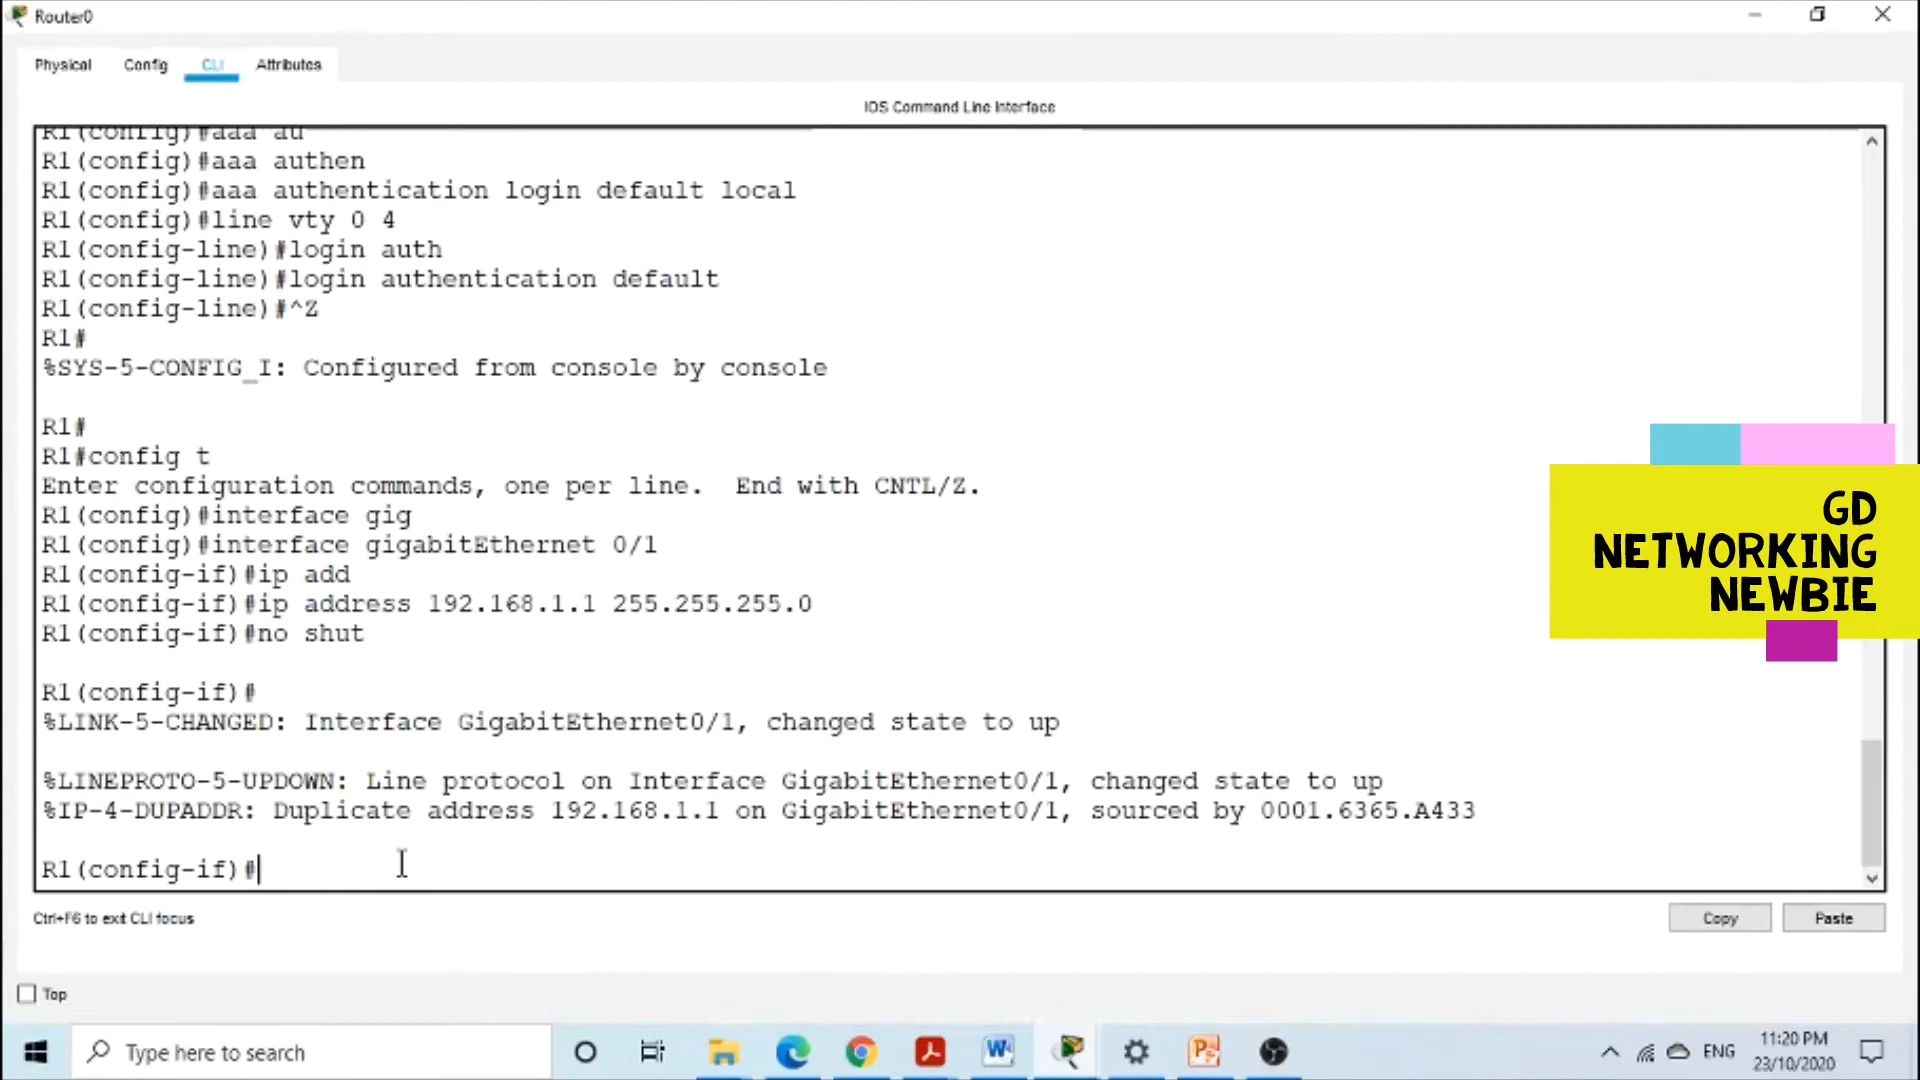 Router0
Physical Config CLI Attributes
IOS Command Line Interface
R1(config)#aaa au
R1(config)#aaa authen
R1(config)#aaa authentication login default local
R1(config)#line vty 0 4
R1(config-line)#login auth
R1(config-line)#login authentication default
R1(config-line)#^Z
R1#
%SYS-5-CONFIG_I: Configured from console by console
R1#
R1#config t
Enter configuration commands, one per line.  End with CNTL/Z.
R1(config)#interface gig
R1(config)#interface gigabitEthernet 0/1
R1(config-if)#ip add
R1(config-if)#ip address 192.168.1.1 255.255.255.0
R1(config-if)#no shut
R1(config-if)#
%LINK-5-CHANGED: Interface GigabitEthernet0/1, changed state to up
%LINEPROTO-5-UPDOWN: Line protocol on Interface GigabitEthernet0/1, changed state to up
%IP-4-DUPADDR: Duplicate address 192.168.1.1 on GigabitEthernet0/1, sourced by 0001.6365.A433
R1(config-if)#
GD
NETWORKING
NEWBIE
Ctrl+F6 to exit CLI focus
Copy Paste
Top
Type here to search
ENG
11:20 PM
23/10/2020